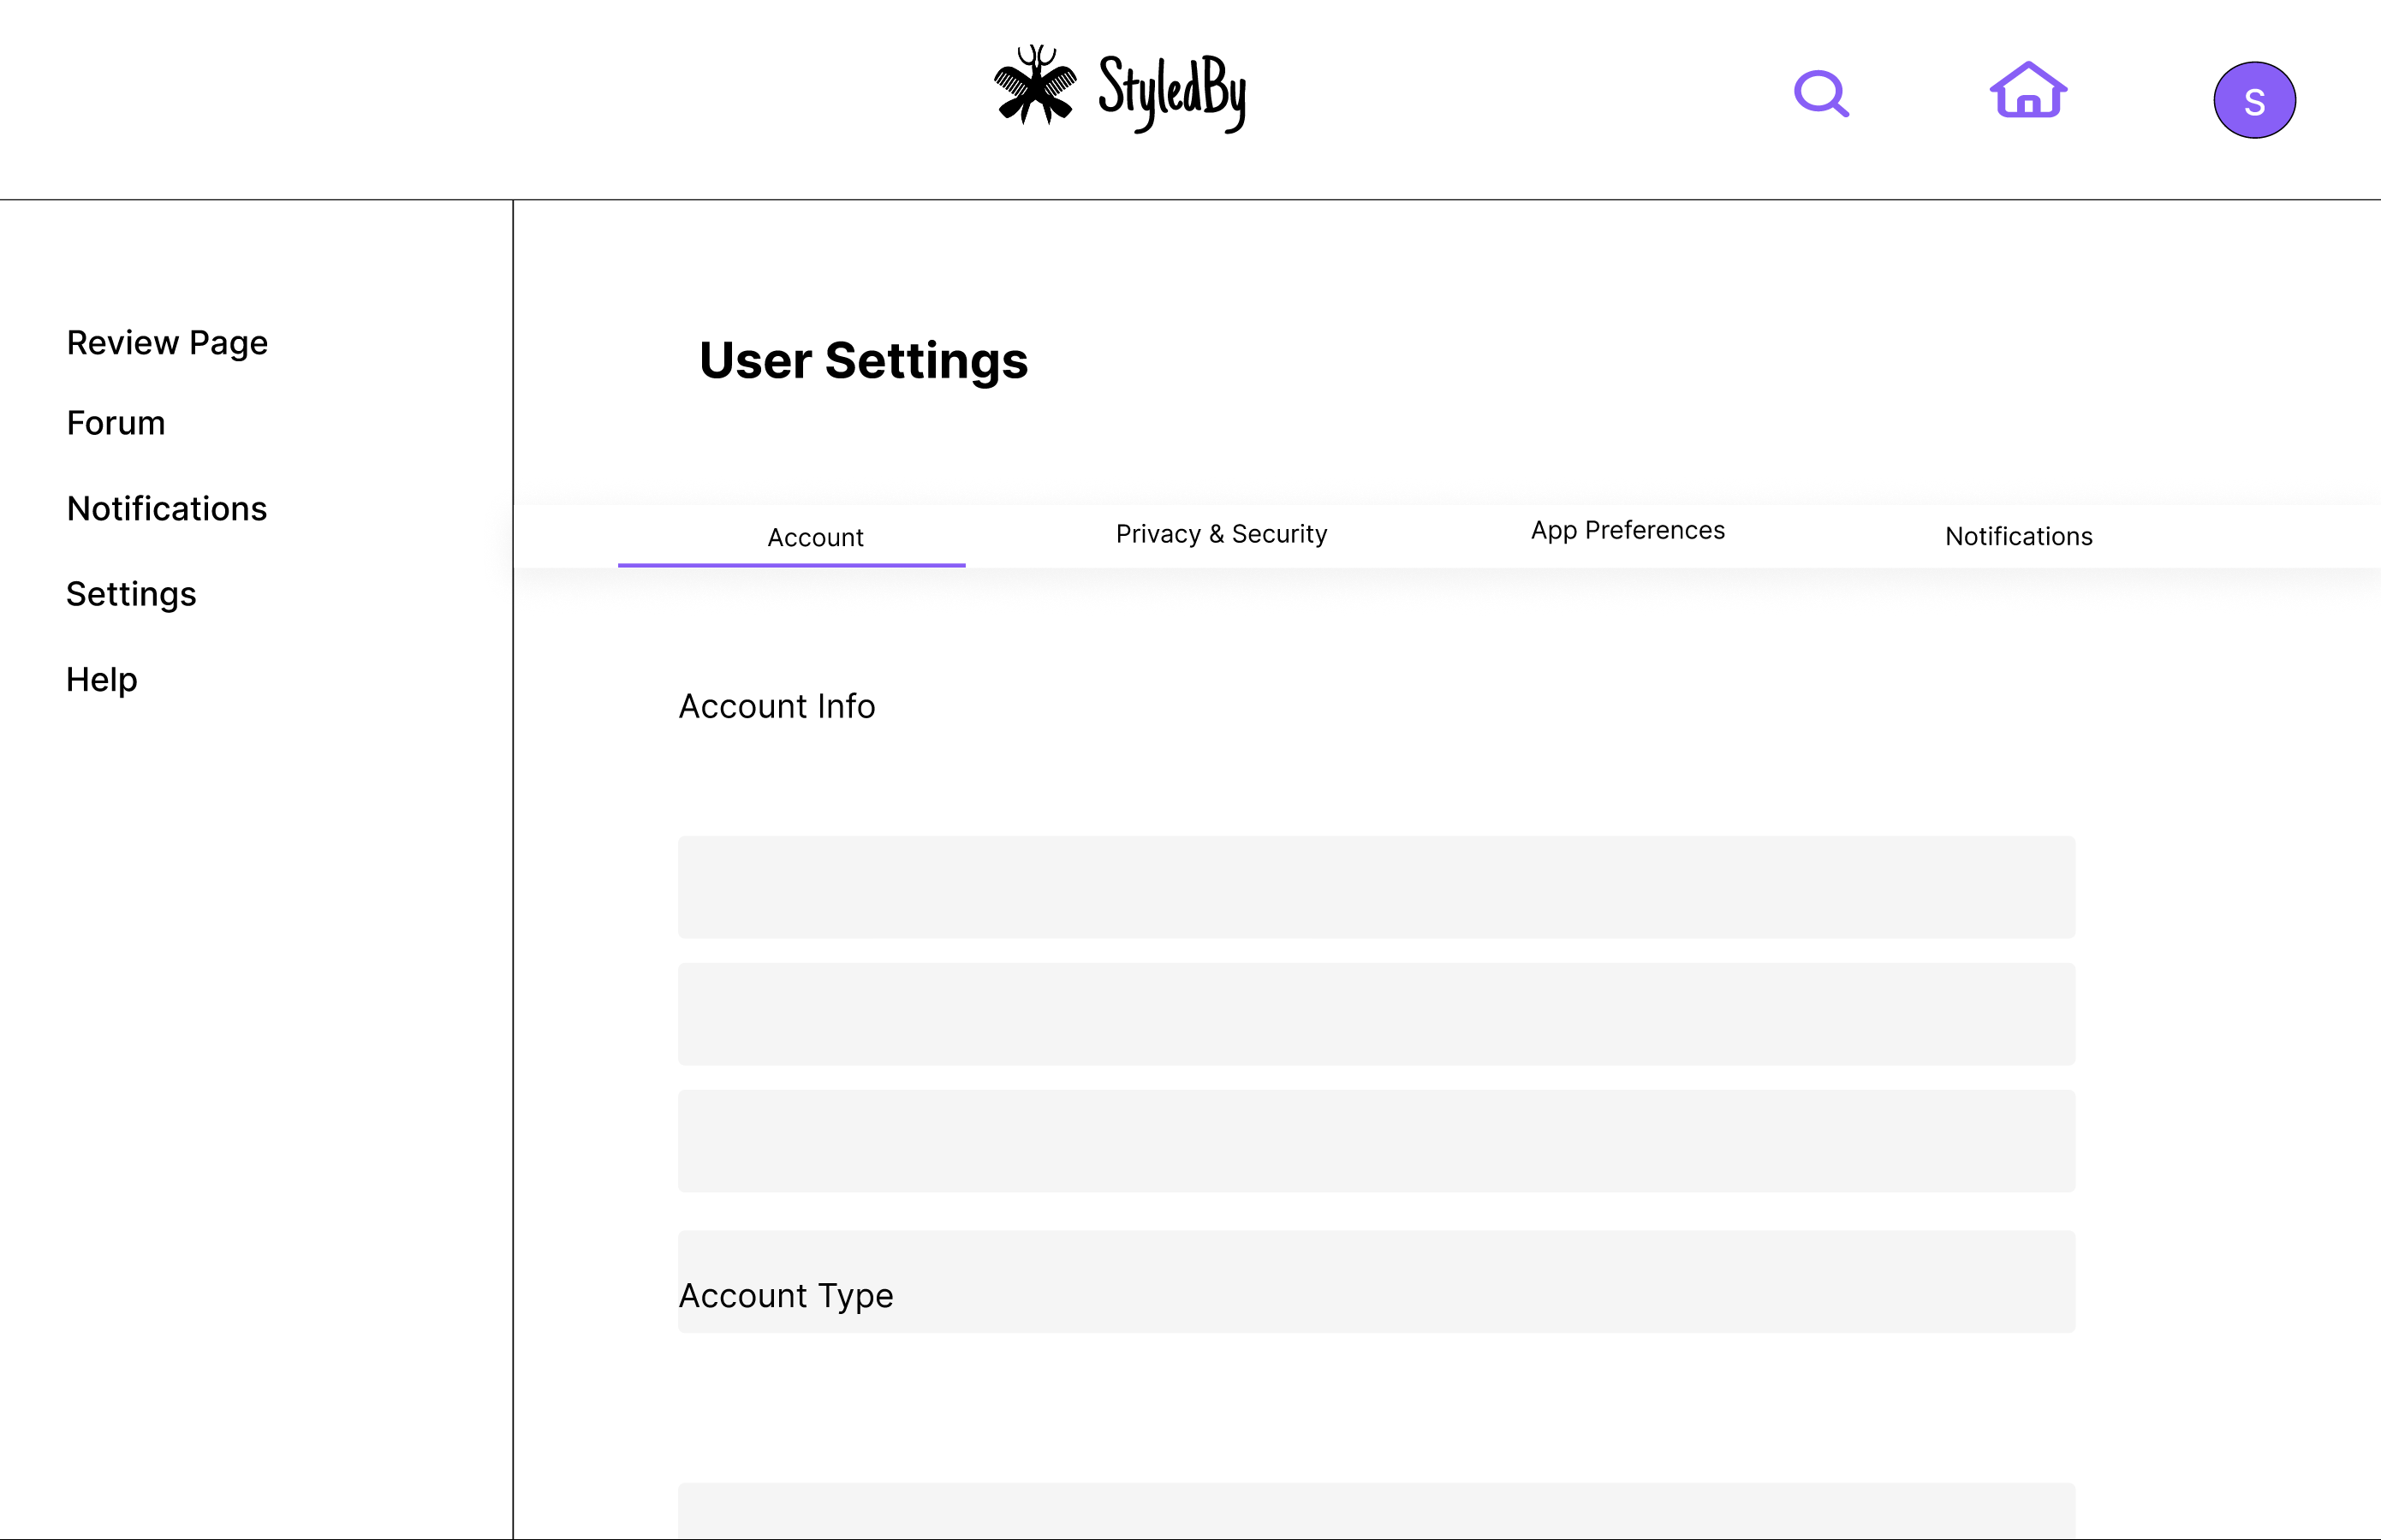 StyledBy
S
Review Page
Forum
Notifications
Settings
Help
User Settings
Account
Privacy & Security
App Preferences
Notifications
Account Info
Account Type